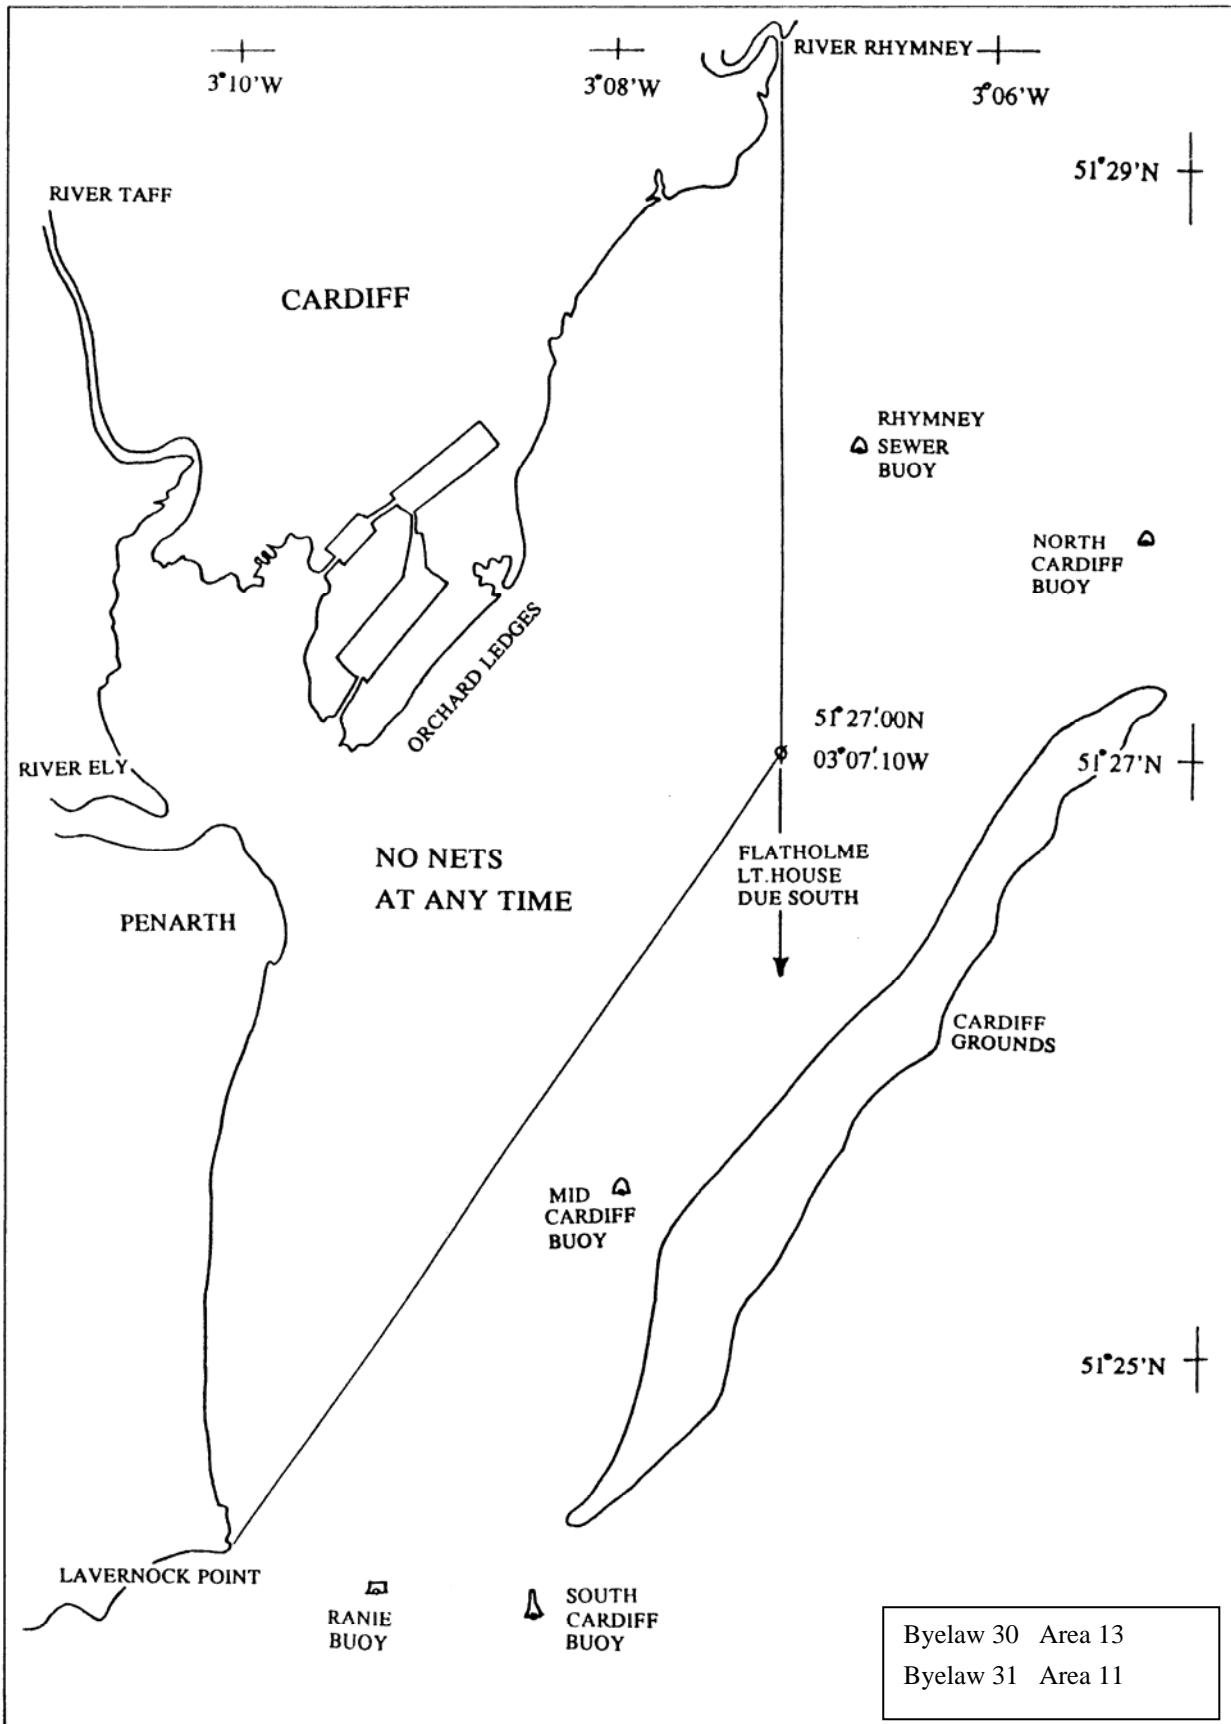 RIVER RHYMNEY
3°10'W
3°08'W
3°06'W
51°29'N
RIVER TAFF
CARDIFF
RHYMNEY
SEWER
BUOY
NORTH
CARDIFF
BUOY
ORCHARD LEDGES
51°27'.00N
03°07'.10W
51°27'N
RIVER ELY
NO NETS
AT ANY TIME
FLATHOLME
LT.HOUSE
DUE SOUTH
PENARTH
CARDIFF
GROUNDS
MID
CARDIFF
BUOY
51°25'N
LAVERNOCK POINT
RANIE
BUOY
SOUTH
CARDIFF
BUOY
Byelaw 30 Area 13
Byelaw 31 Area 11